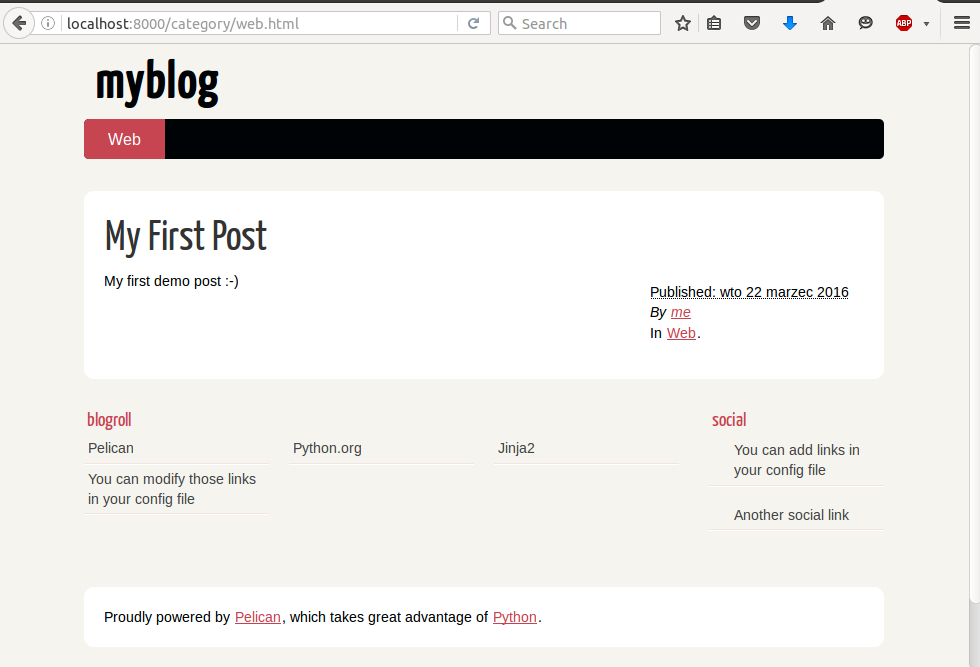 localhost:8000/category/web.html
Search
ABP
myblog
Web
My First Post
My first demo post :-)
Published: wto 22 marzec 2016
By me
In Web.
blogroll
Pelican
Python.org
Jinja2
You can modify those links
in your config file
social
You can add links in
your config file
Another social link
Proudly powered by Pelican, which takes great advantage of Python.